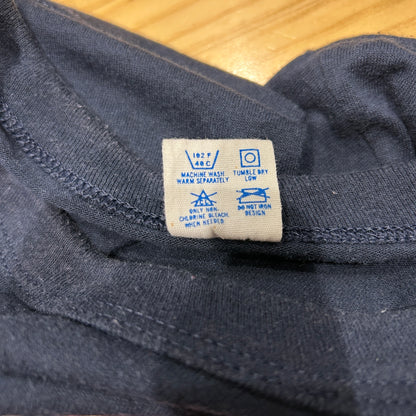 102 F
40 C
MACHINE WASH
WARM SEPARATELY
TUMBLE DRY
LOW
ONLY NON-
CHLORINE BLEACH,
WHEN NEEDED
DO NOT IRON
DESIGN